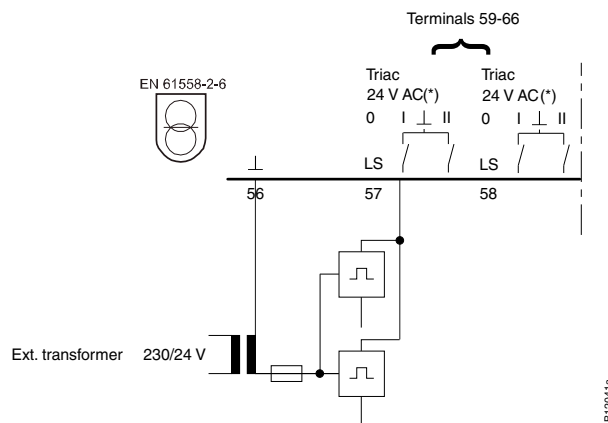 Terminals 59-66
EN 61558-2-6
Triac Triac
24 V AC(*) 24 V AC(*)
0 I ⊥ II 0 I ⊥ II
LS LS
⊥
56 57 58
Ext. transformer 230/24 V